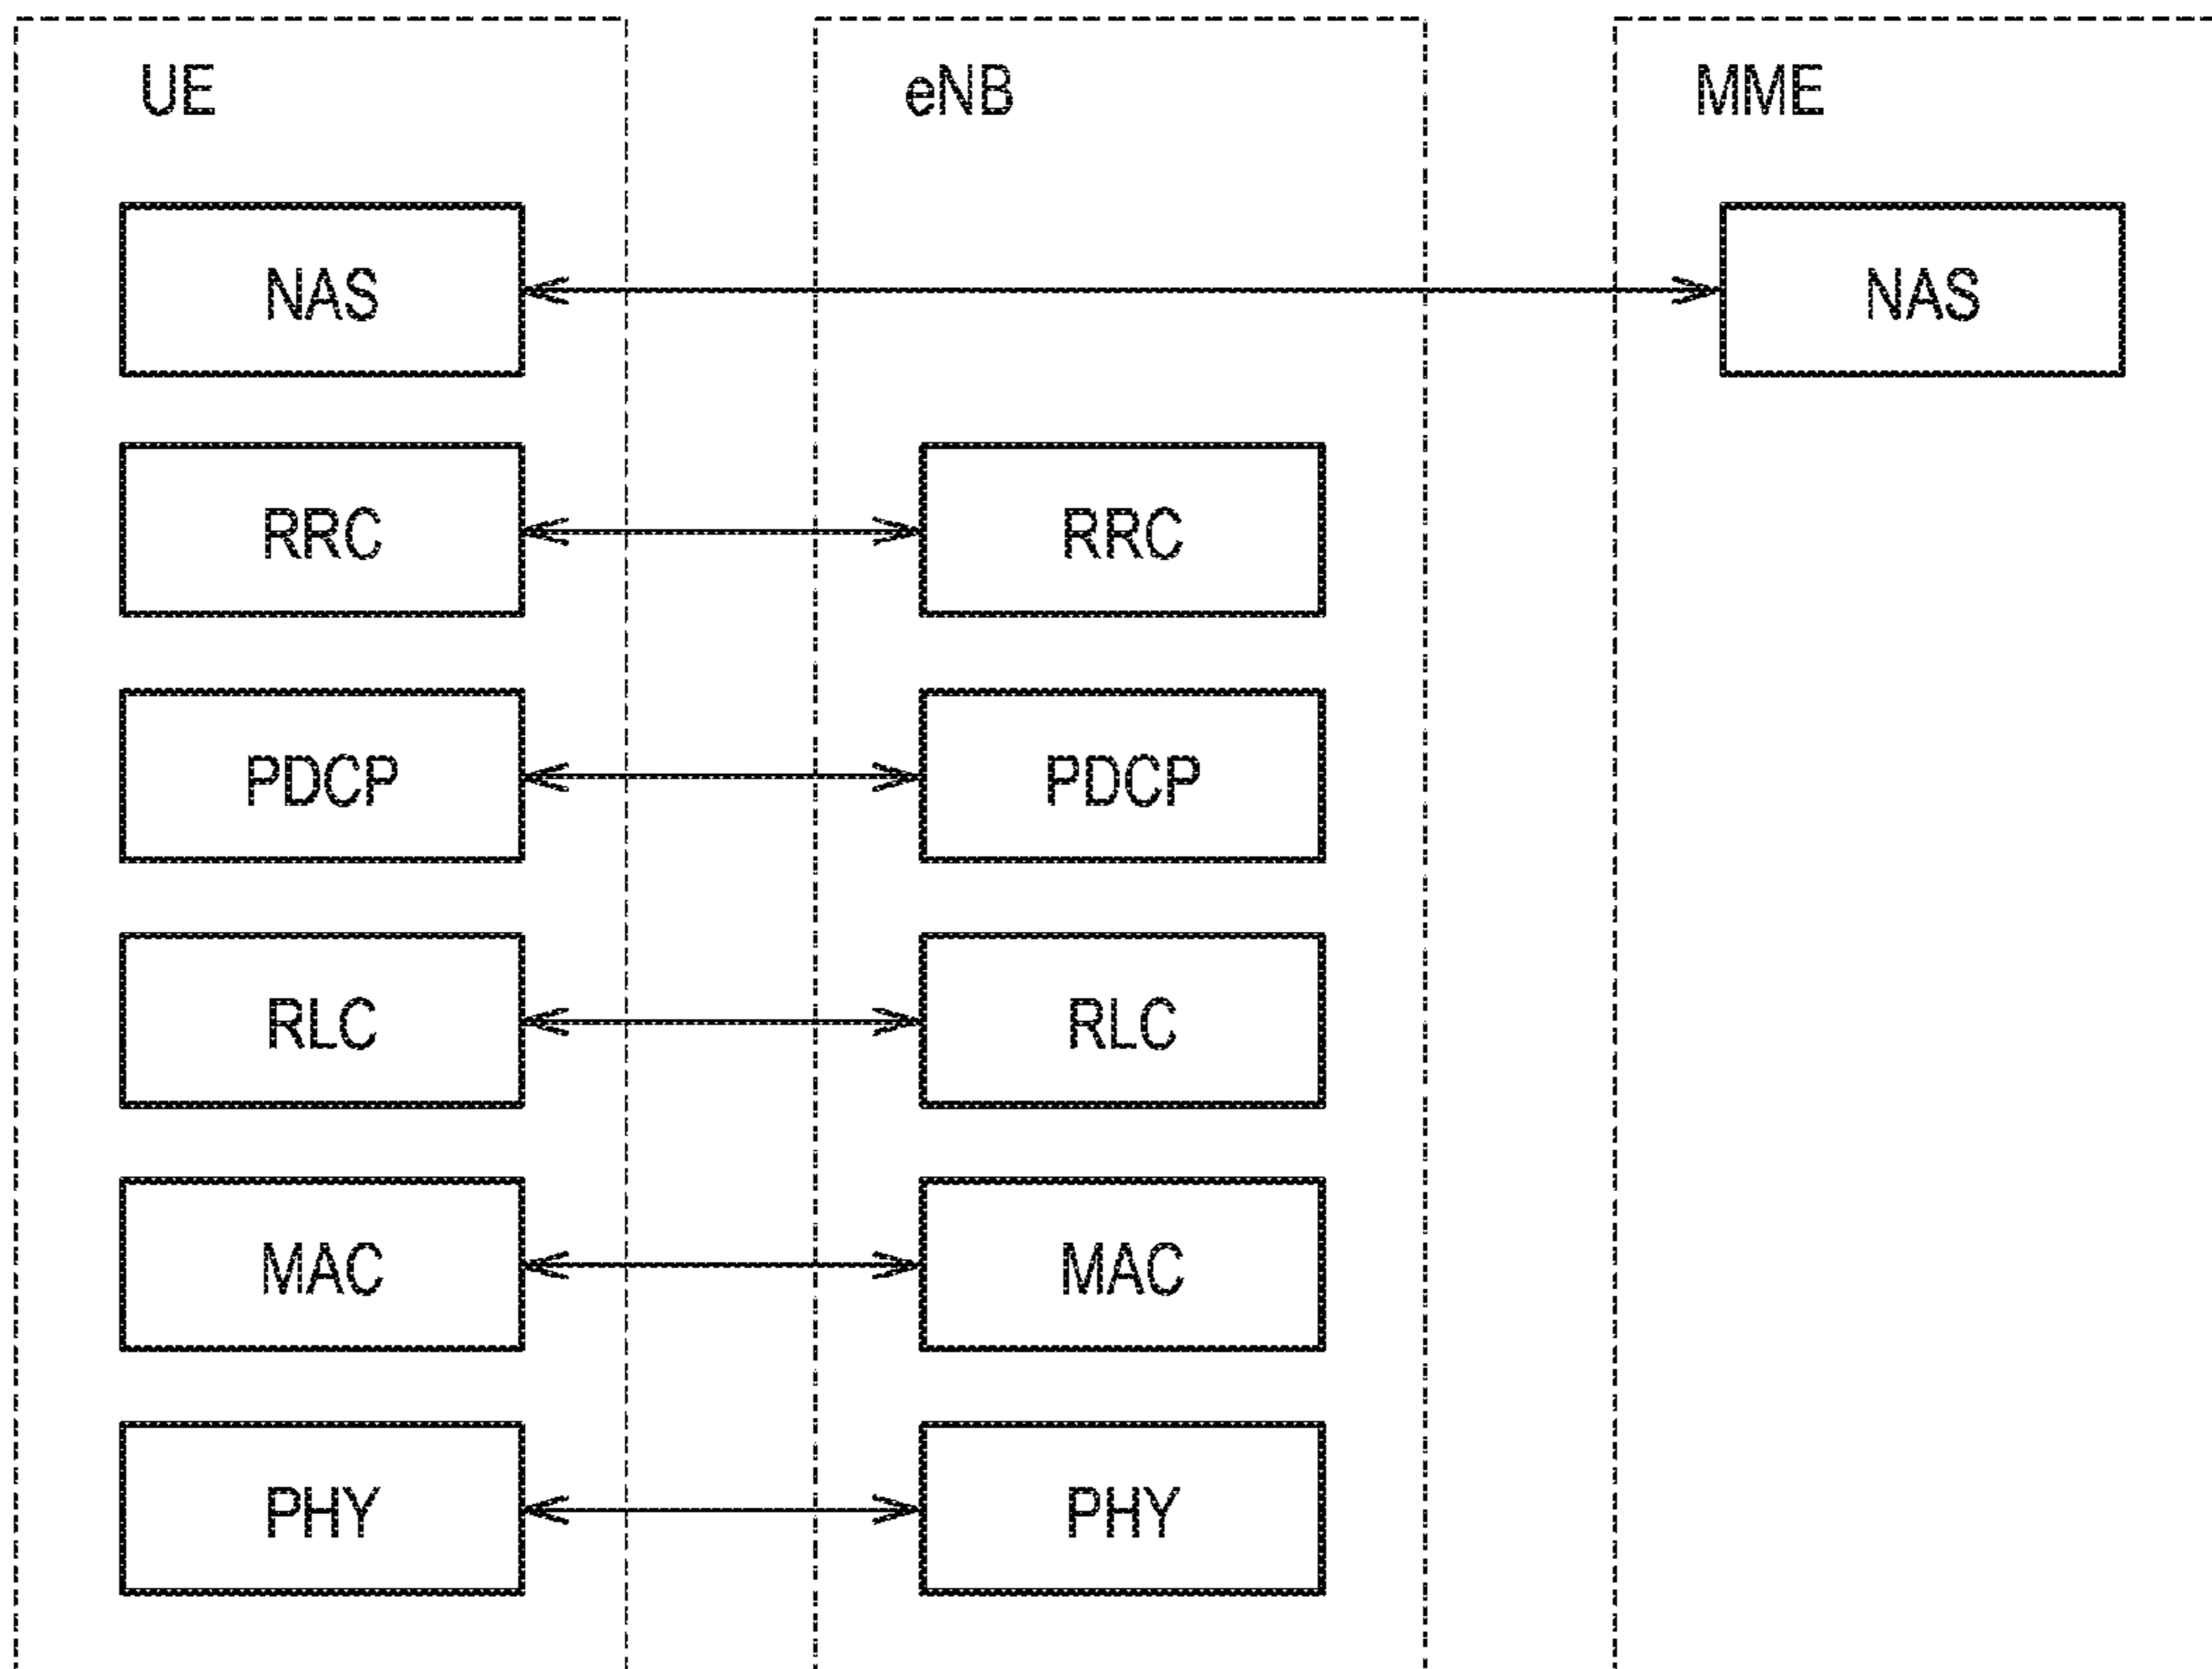 UE eNB MME
NAS NAS
RRC RRC
PDCP PDCP
RLC RLC
MAC MAC
PHY PHY